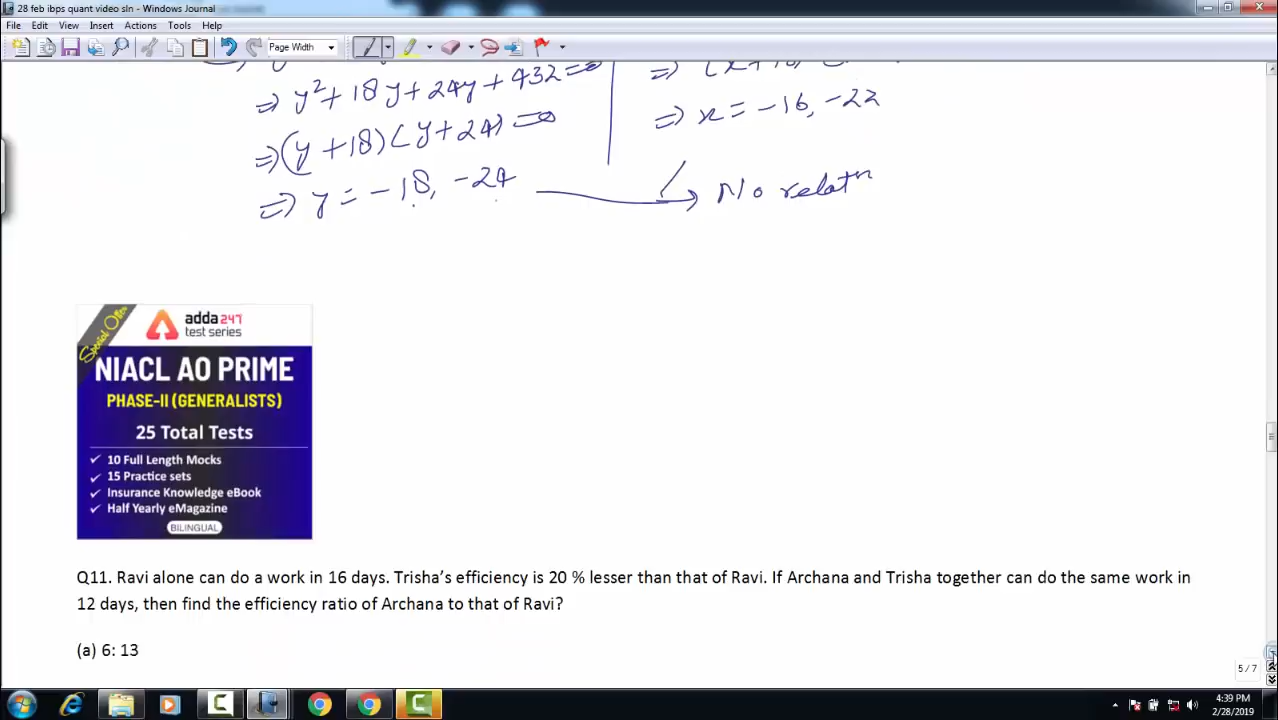 28 feb ibps quant video sln - Windows Journal
File Edit View Insert Actions Tools Help
Page Width
⇒ y² + 18y + 24y + 432 = 0
⇒ (y + 18) (y + 24) = 0
⇒ y = -18, -24
⇒ x = -16, -22
No relatn
Special Offer
adda247
test series
NIACL AO PRIME
PHASE-II (GENERALISTS)
25 Total Tests
✓ 10 Full Length Mocks
✓ 15 Practice sets
✓ Insurance Knowledge eBook
✓ Half Yearly eMagazine
BILINGUAL
Q11. Ravi alone can do a work in 16 days. Trisha's efficiency is 20 % lesser than that of Ravi. If Archana and Trisha together can do the same work in
12 days, then find the efficiency ratio of Archana to that of Ravi?
(a) 6: 13
5 / 7
4:39 PM
2/28/2019